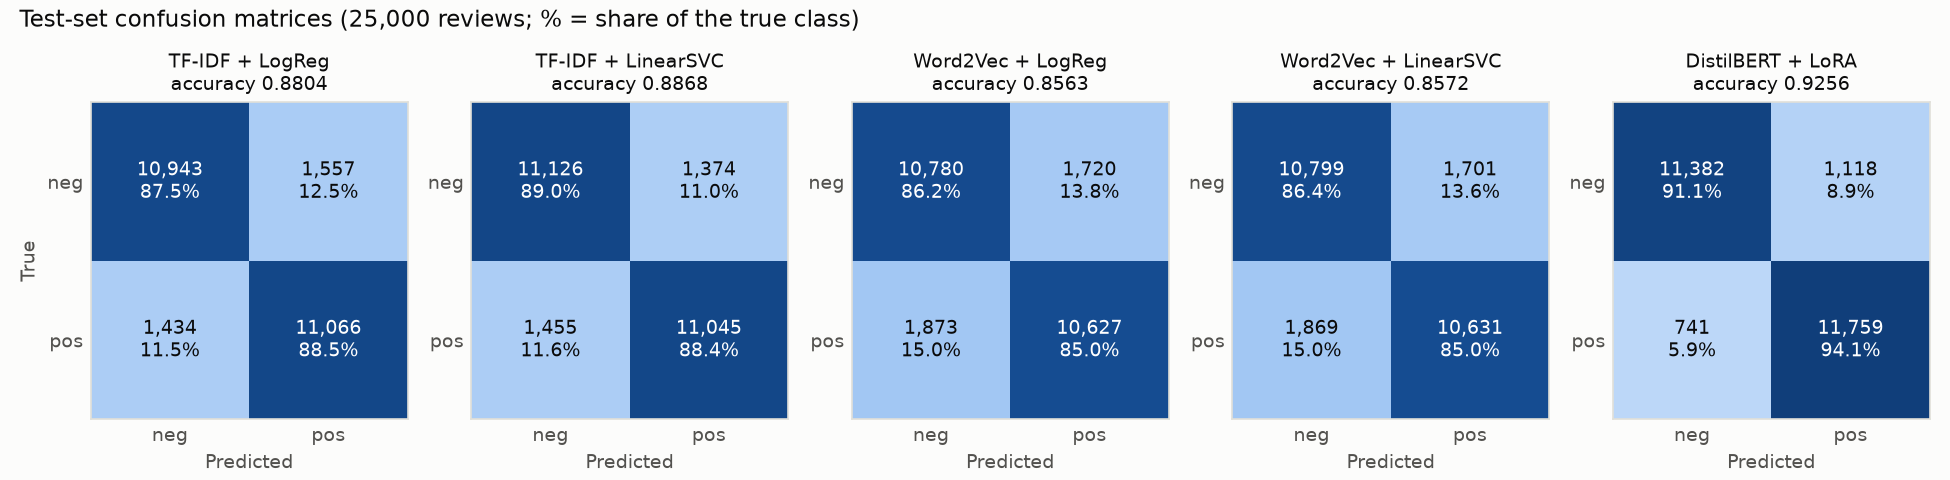 Test-set confusion matrices (25,000 reviews; % = share of the true class)
TF-IDF + LogReg
accuracy 0.8804
True
neg
10,943
87.5%
1,557
12.5%
pos
1,434
11.5%
11,066
88.5%
neg
pos
Predicted
TF-IDF + LinearSVC
accuracy 0.8868
neg
11,126
89.0%
1,374
11.0%
pos
1,455
11.6%
11,045
88.4%
neg
pos
Predicted
Word2Vec + LogReg
accuracy 0.8563
neg
10,780
86.2%
1,720
13.8%
pos
1,873
15.0%
10,627
85.0%
neg
pos
Predicted
Word2Vec + LinearSVC
accuracy 0.8572
neg
10,799
86.4%
1,701
13.6%
pos
1,869
15.0%
10,631
85.0%
neg
pos
Predicted
DistilBERT + LoRA
accuracy 0.9256
neg
11,382
91.1%
1,118
8.9%
pos
741
5.9%
11,759
94.1%
neg
pos
Predicted